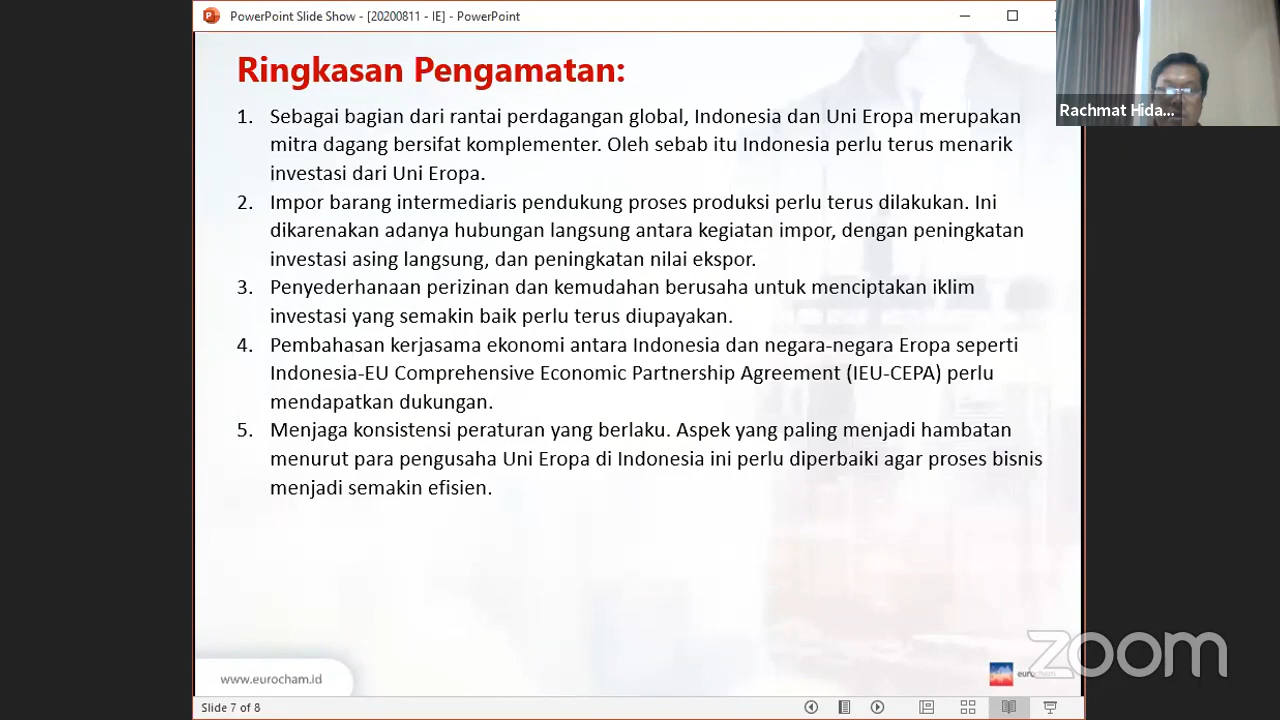 PowerPoint Slide Show - [20200811 - IE] - PowerPoint
Ringkasan Pengamatan:
Rachmat Hida...
1. Sebagai bagian dari rantai perdagangan global, Indonesia dan Uni Eropa merupakan
mitra dagang bersifat komplementer. Oleh sebab itu Indonesia perlu terus menarik
investasi dari Uni Eropa.
2. Impor barang intermediaris pendukung proses produksi perlu terus dilakukan. Ini
dikarenakan adanya hubungan langsung antara kegiatan impor, dengan peningkatan
investasi asing langsung, dan peningkatan nilai ekspor.
3. Penyederhanaan perizinan dan kemudahan berusaha untuk menciptakan iklim
investasi yang semakin baik perlu terus diupayakan.
4. Pembahasan kerjasama ekonomi antara Indonesia dan negara-negara Eropa seperti
Indonesia-EU Comprehensive Economic Partnership Agreement (IEU-CEPA) perlu
mendapatkan dukungan.
5. Menjaga konsistensi peraturan yang berlaku. Aspek yang paling menjadi hambatan
menurut para pengusaha Uni Eropa di Indonesia ini perlu diperbaiki agar proses bisnis
menjadi semakin efisien.
zoom
www.eurocham.id
Slide 7 of 8